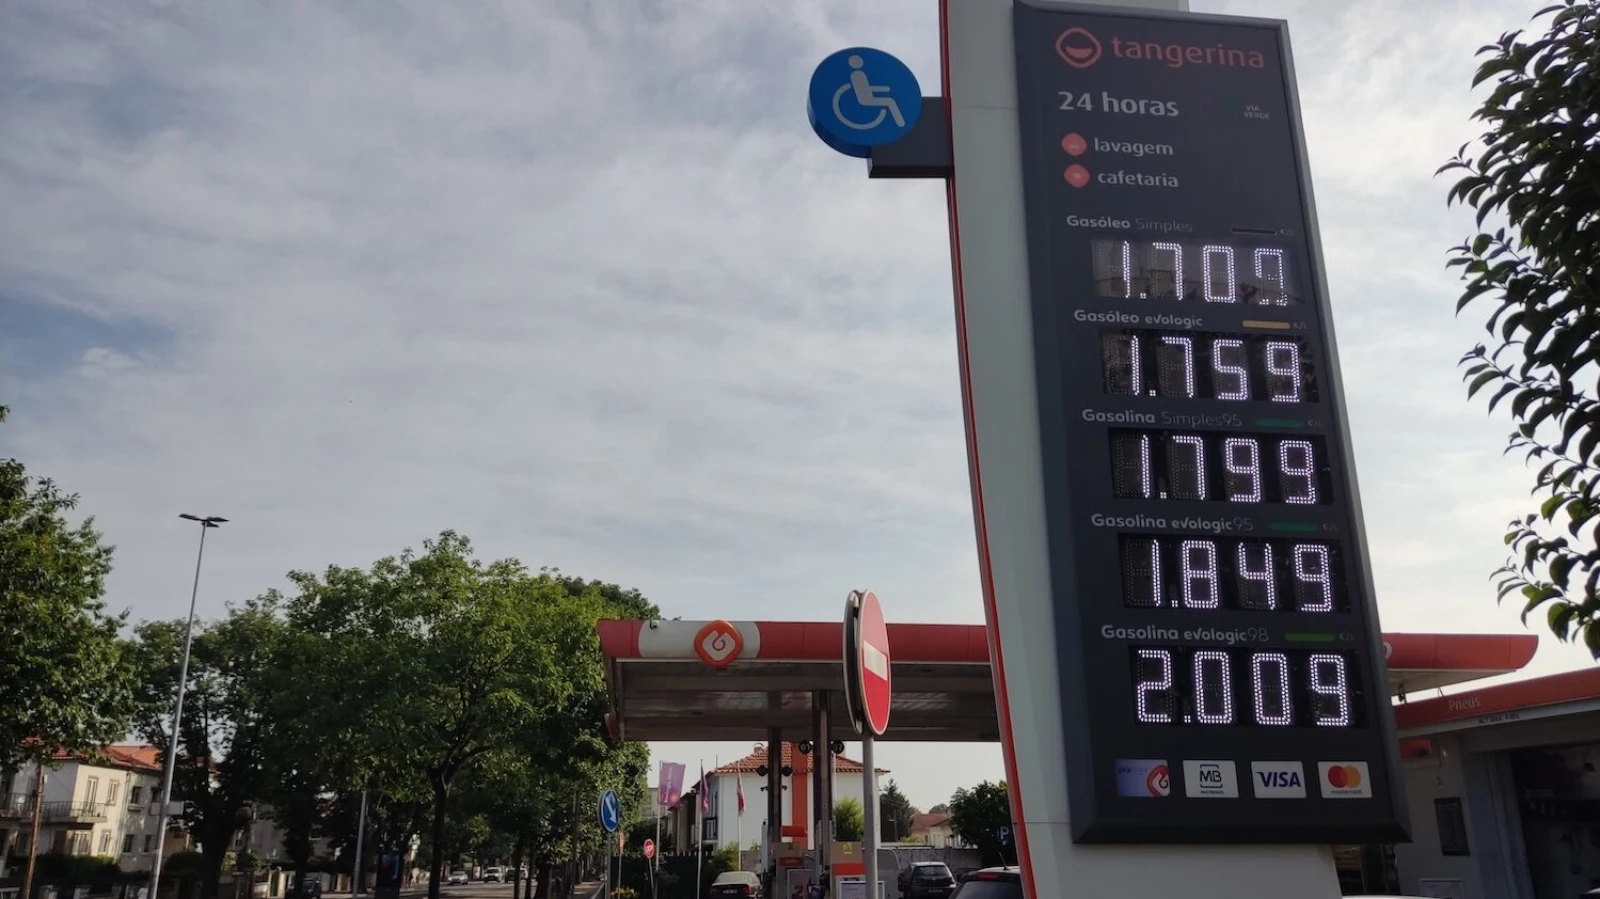 tangerina
24 horas
VIA VERDE
lavagem
cafetaria
Gasóleo Simples €/l
1.709
Gasóleo evologic €/l
1.759
Gasolina Simples95 €/l
1.799
Gasolina evologic95 €/l
1.849
Gasolina evologic98 €/l
2.009
MB
MULTIBANCO
VISA
mastercard
Pneus
P